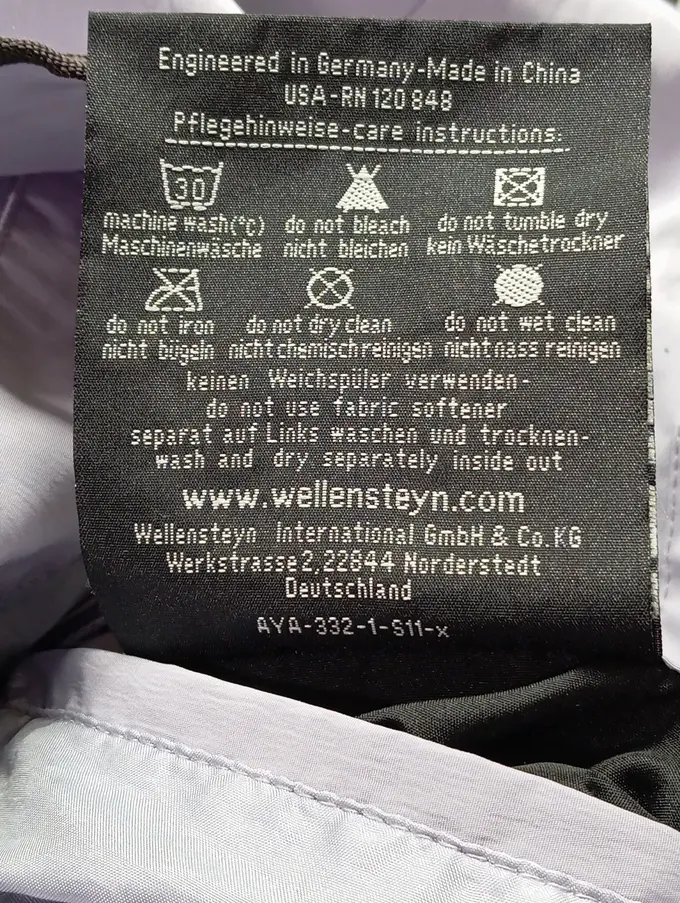 Engineered in Germany-Made in China
USA-RN 120 848
Pflegehinweise-care instructions:
30
machine wash(°C) do not bleach do not tumble dry
Maschinenwäsche nicht bleichen kein Wäschetrockner
do not iron do not dry clean do not wet clean
nicht bügeln nicht chemisch reinigen nicht nass reinigen
keinen Weichspüler verwenden-
do not use fabric softener
separat auf Links waschen und trocknen-
wash and dry separately inside out
www.wellensteyn.com
Wellensteyn International GmbH & Co. KG
Werkstrasse 2, 22844 Norderstedt
Deutschland
AYA-332-1-S11-x